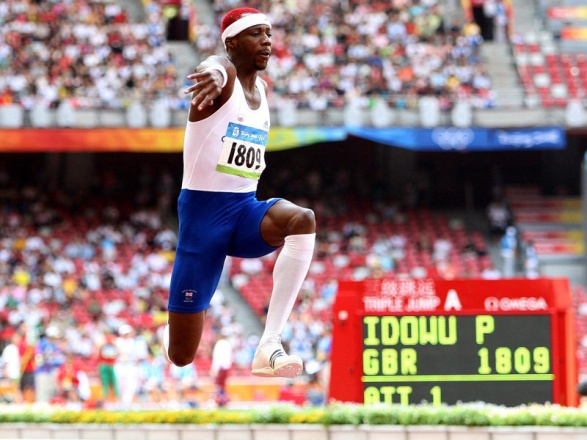 1809
三级跳远
TRIPLE JUMP A Ω OMEGA
IDOWU P
GBR 1809
ATT 1